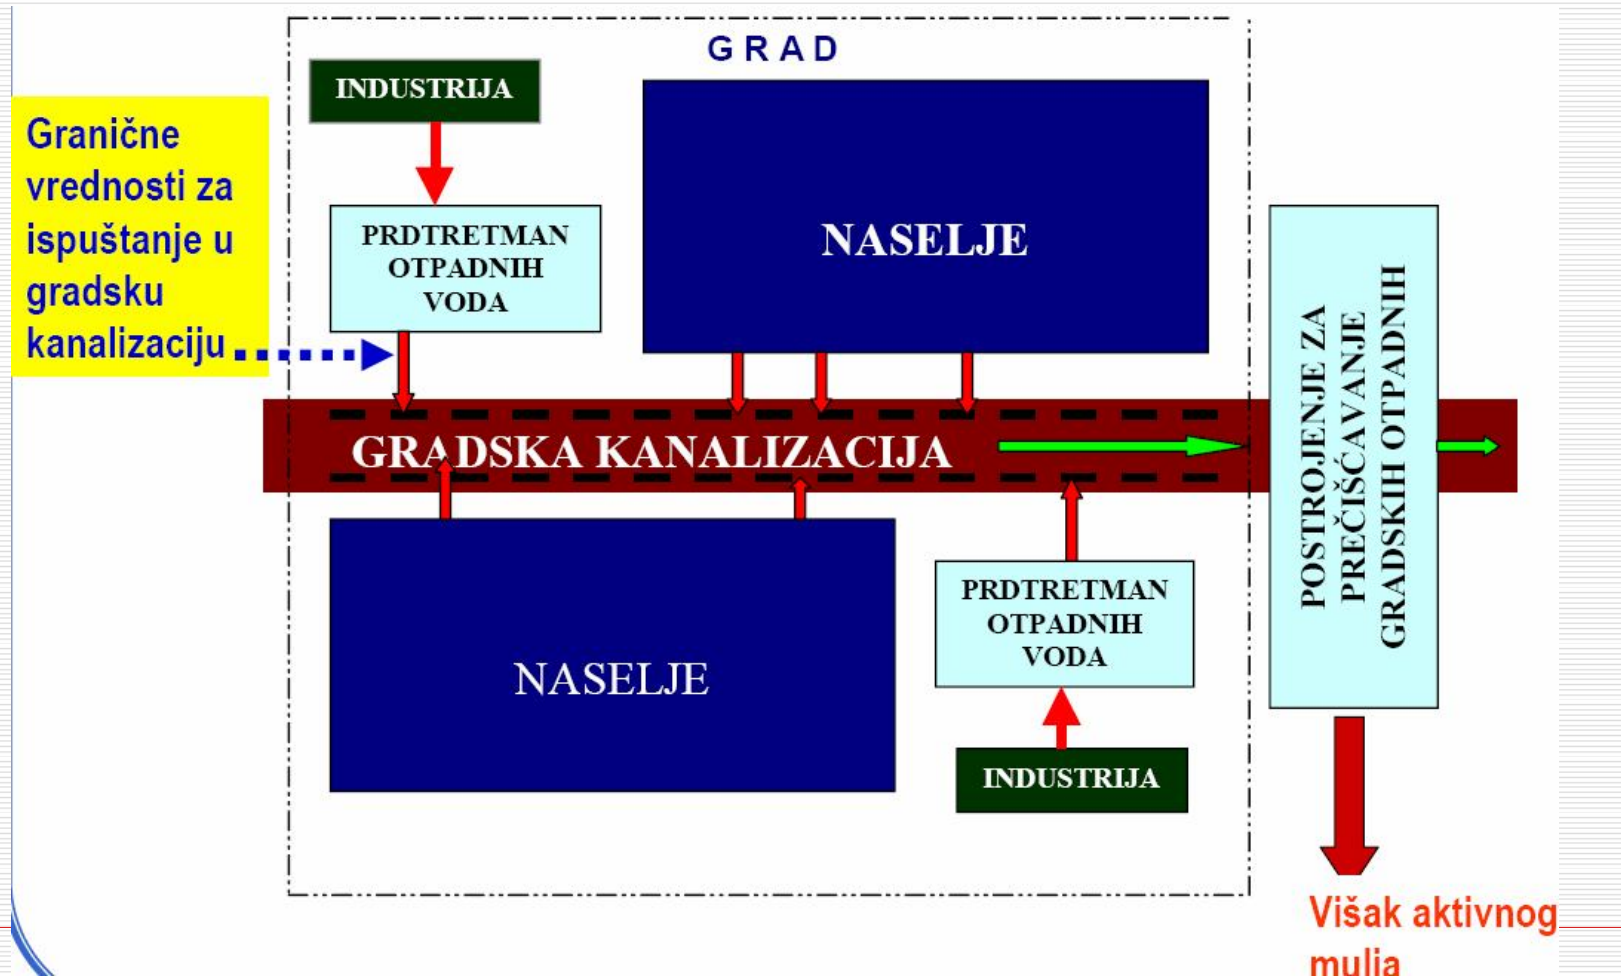 G R A D
INDUSTRIJA
Granične
vrednosti za
ispuštanje u
gradsku
kanalizaciju
PRDTRETMAN
OTPADNIH
VODA
NASELJE
GRADSKA KANALIZACIJA
POSTROJENJE ZA
PREČIŠĆAVANJE
GRADSKIH OTPADNIH
NASELJE
PRDTRETMAN
OTPADNIH
VODA
INDUSTRIJA
Višak aktivnog
mulja